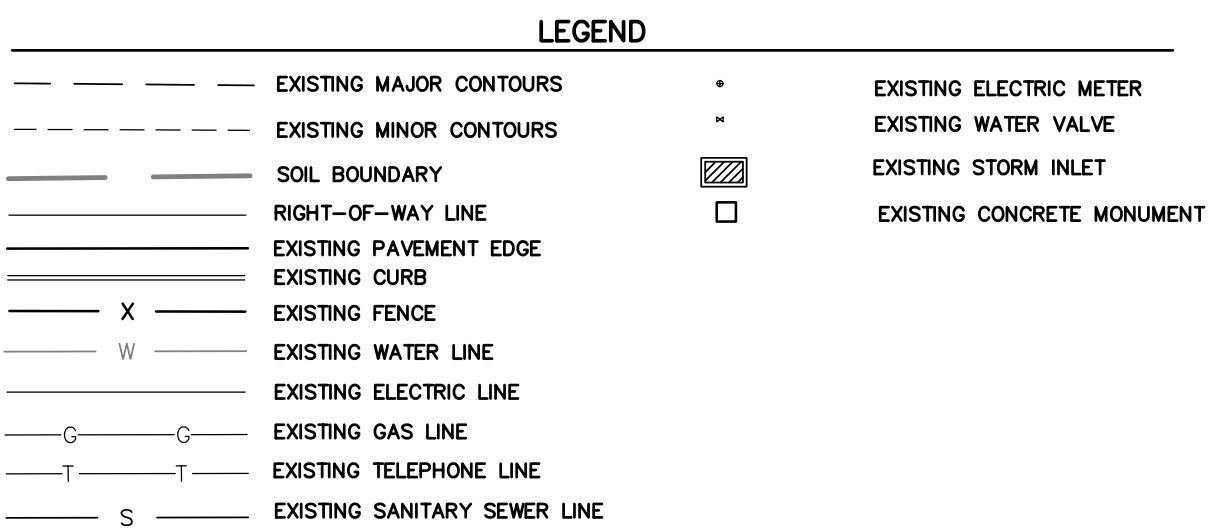 LEGEND
EXISTING MAJOR CONTOURS
EXISTING MINOR CONTOURS
SOIL BOUNDARY
RIGHT-OF-WAY LINE
EXISTING PAVEMENT EDGE
EXISTING CURB
X EXISTING FENCE
W EXISTING WATER LINE
EXISTING ELECTRIC LINE
G G EXISTING GAS LINE
T T EXISTING TELEPHONE LINE
S EXISTING SANITARY SEWER LINE
EXISTING ELECTRIC METER
EXISTING WATER VALVE
EXISTING STORM INLET
EXISTING CONCRETE MONUMENT